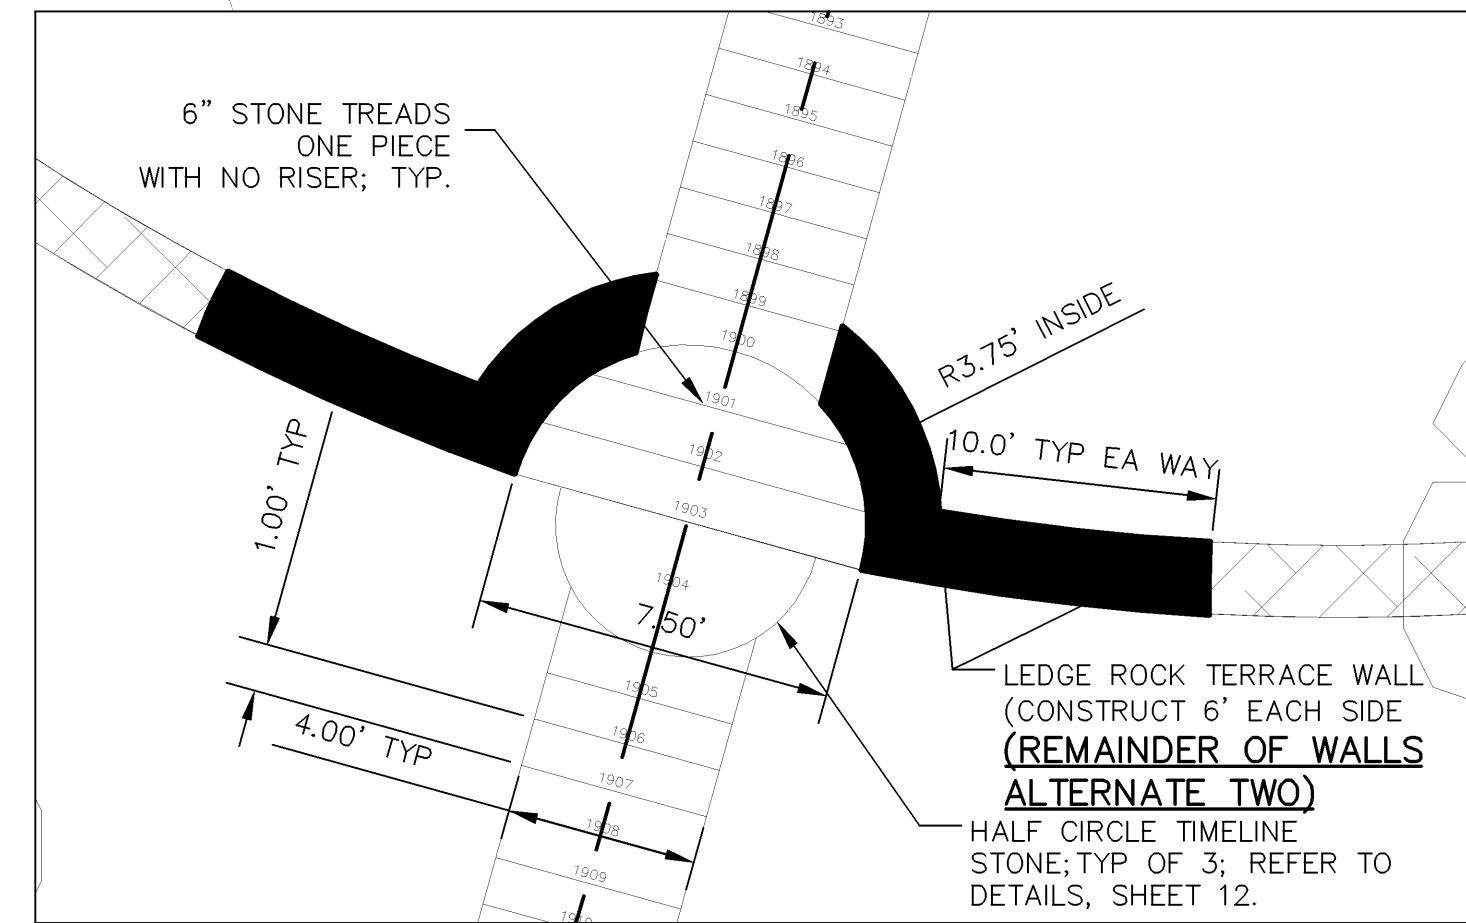 1893
1894
1895
1896
1897
1898
1899
1900
1901
1902
1903
1904
1905
1906
1907
1908
1909
1910
6” STONE TREADS
ONE PIECE
WITH NO RISER; TYP.
R3.75’ INSIDE
10.0’ TYP EA WAY
1.00’ TYP
7.50’
4.00’ TYP
LEDGE ROCK TERRACE WALL
(CONSTRUCT 6’ EACH SIDE
(REMAINDER OF WALLS
ALTERNATE TWO)
HALF CIRCLE TIMELINE
STONE; TYP OF 3; REFER TO
DETAILS, SHEET 12.